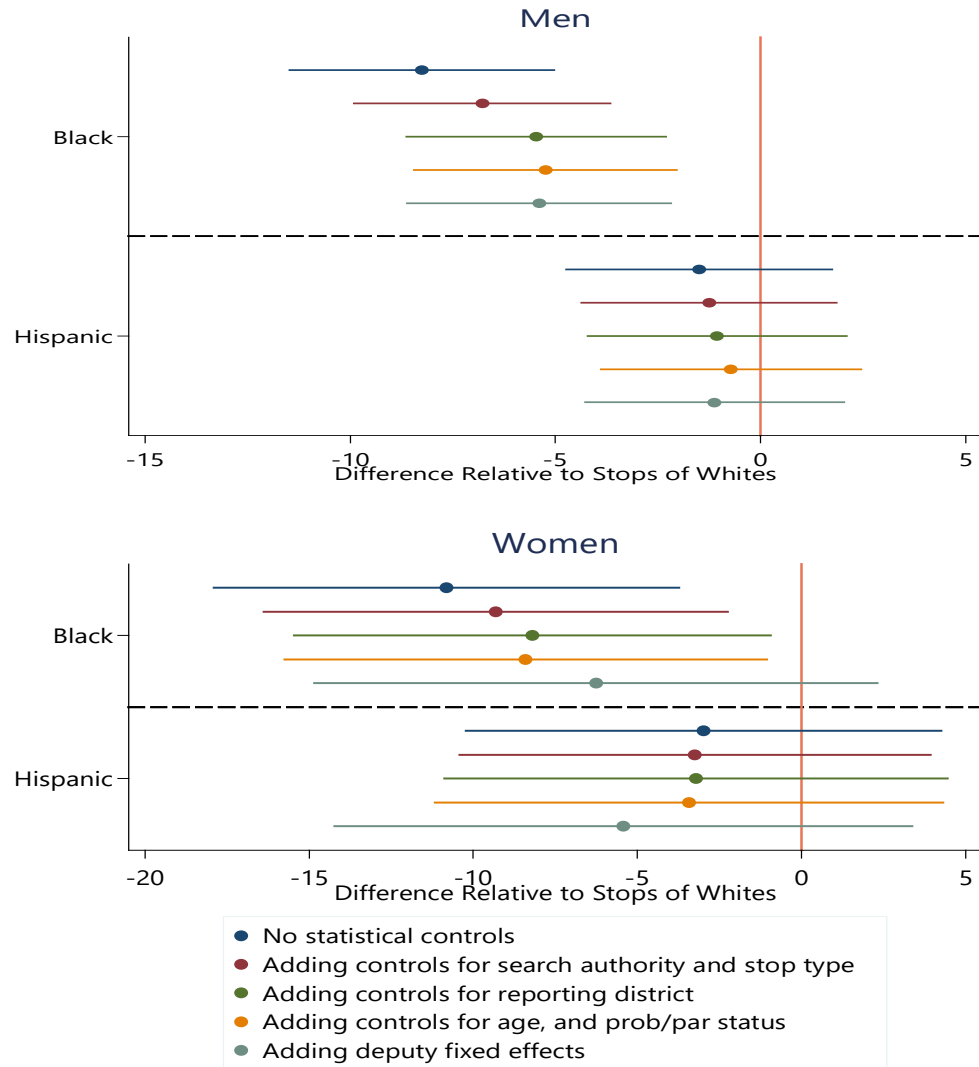 Men
Black
Hispanic
-15 -10 -5 0 5
Difference Relative to Stops of Whites
Women
Black
Hispanic
-20 -15 -10 -5 0 5
Difference Relative to Stops of Whites
No statistical controls
Adding controls for search authority and stop type
Adding controls for reporting district
Adding controls for age, and prob/par status
Adding deputy fixed effects